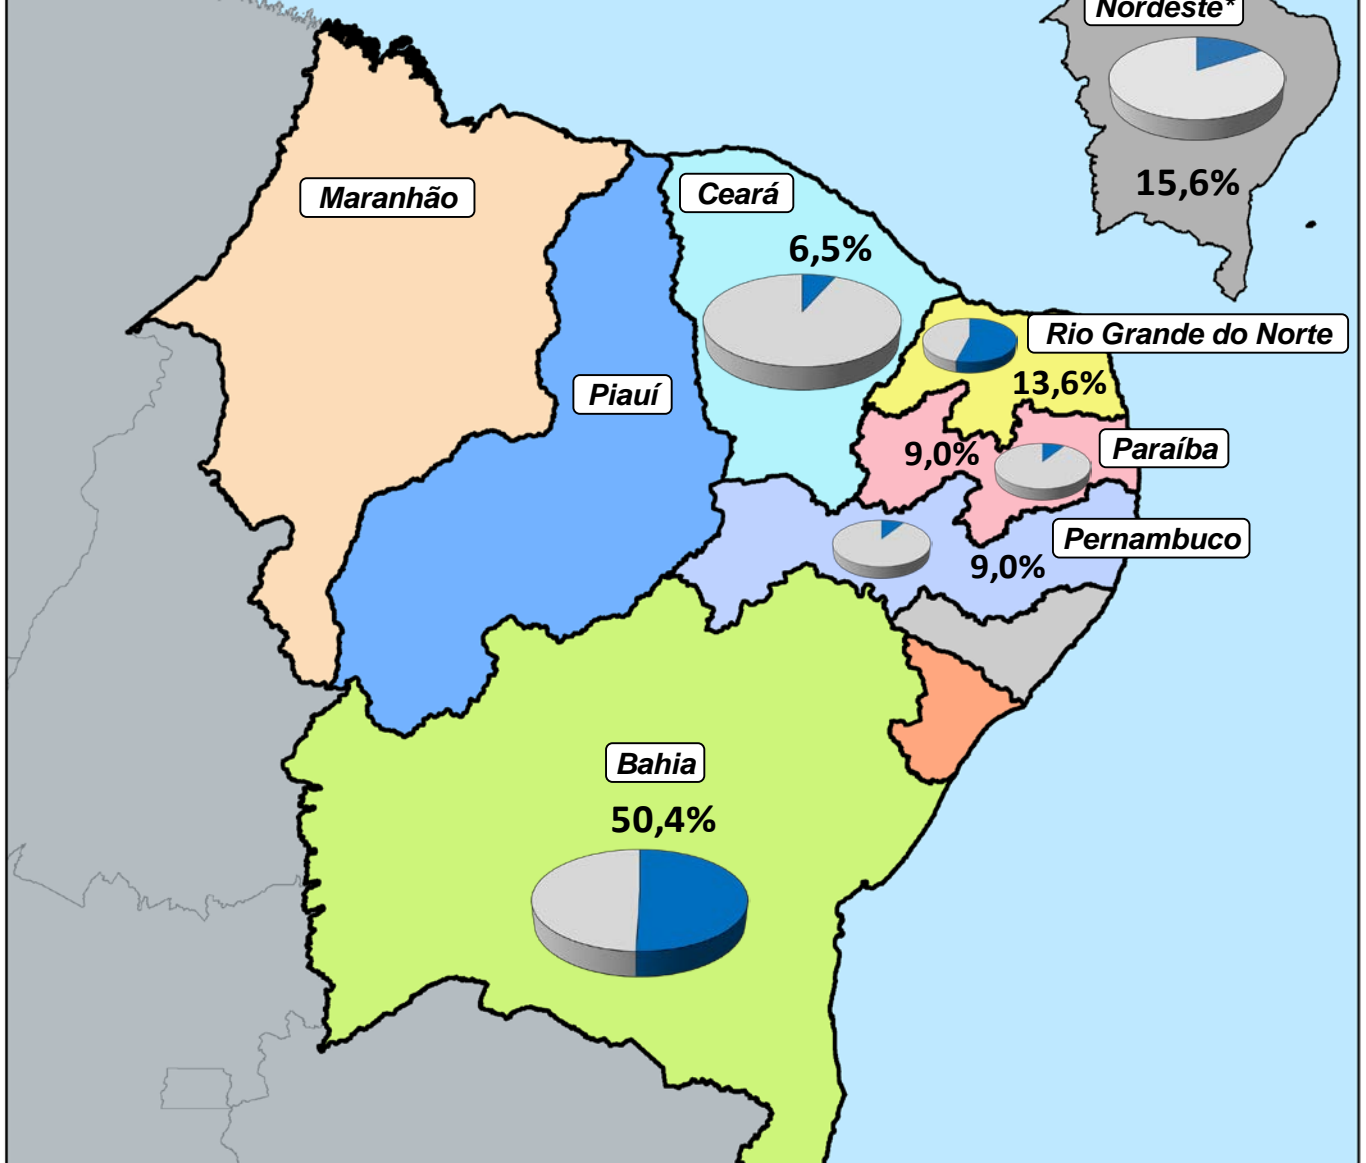 Nordeste*
15,6%
Maranhão
Ceará
6,5%
Rio Grande do Norte
13,6%
Piauí
Paraíba
9,0%
Pernambuco
9,0%
Bahia
50,4%